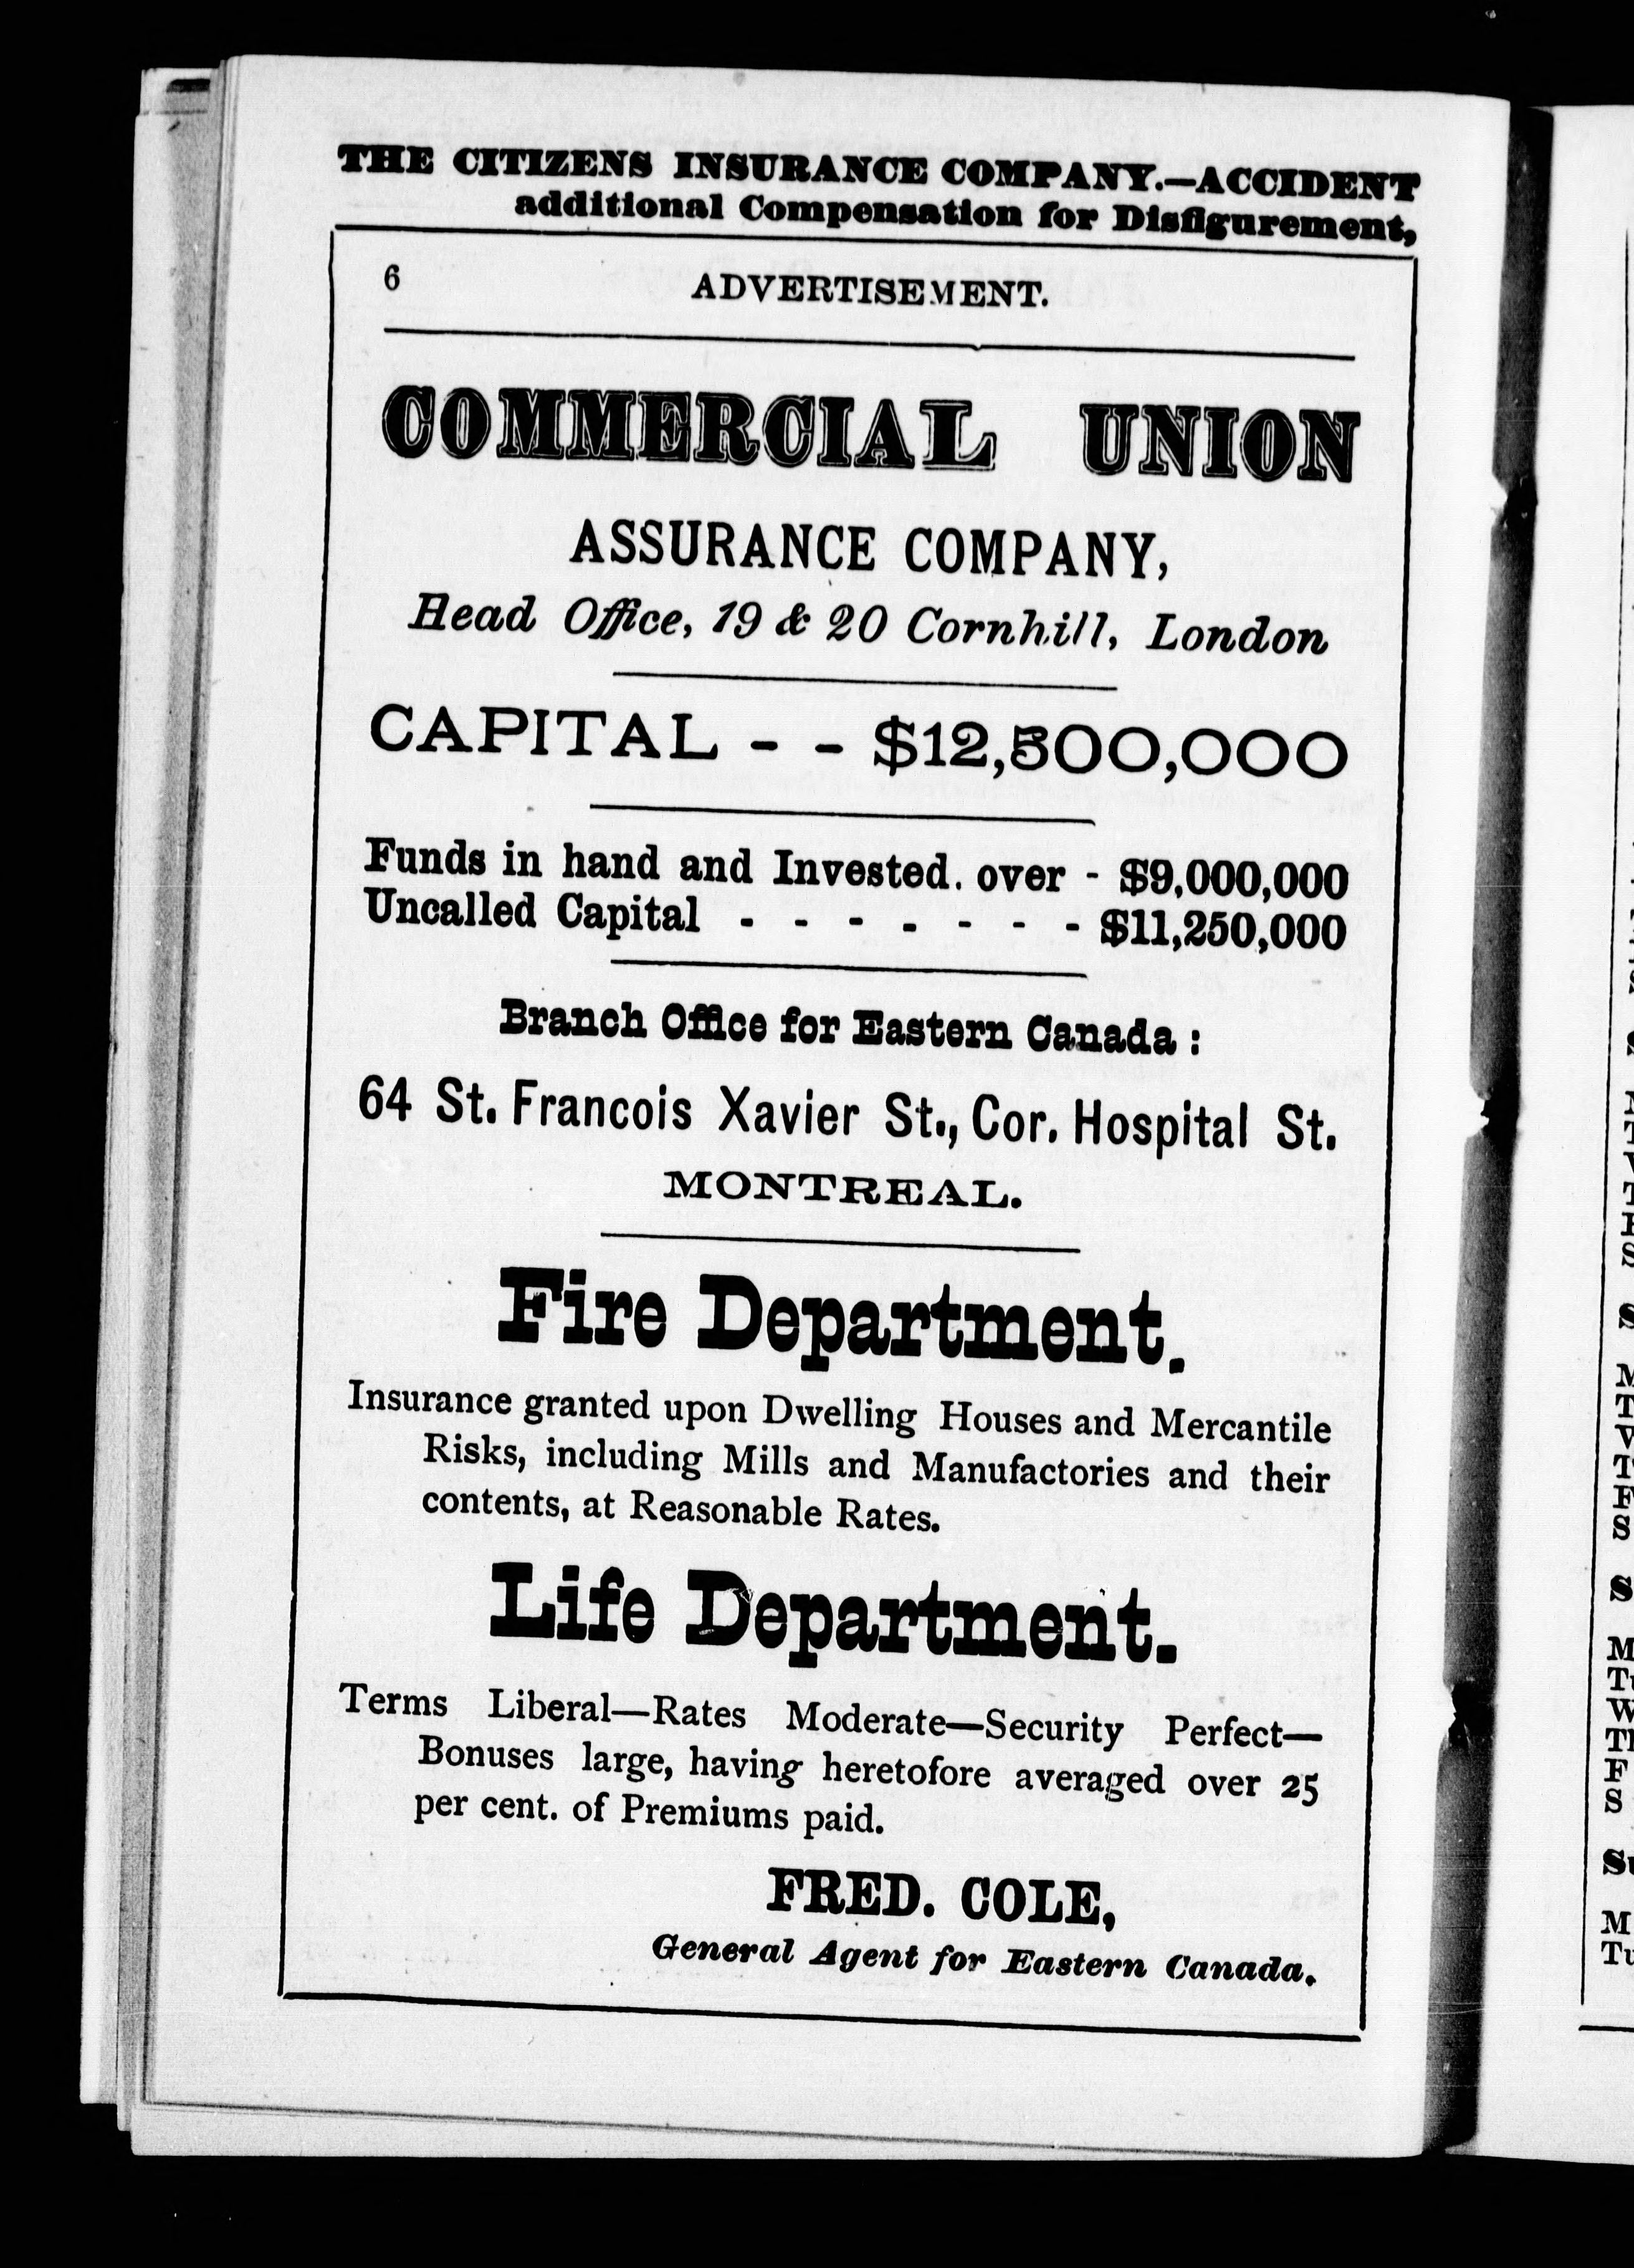 THE CITIZENS INSURANCE COMPANY.—ACCIDENT
additional Compensation for Disfigurement,
6 ADVERTISEMENT.
COMMERCIAL UNION
ASSURANCE COMPANY,
Head Office, 19 & 20 Cornhill, London
CAPITAL - - $12,500,000
Funds in hand and Invested. over - $9,000,000
Uncalled Capital - - - - - - - $11,250,000
Branch Office for Eastern Canada :
64 St. Francois Xavier St., Cor. Hospital St.
MONTREAL.
Fire Department.
Insurance granted upon Dwelling Houses and Mercantile
Risks, including Mills and Manufactories and their
contents, at Reasonable Rates.
Life Department.
Terms Liberal—Rates Moderate—Security Perfect—
Bonuses large, having heretofore averaged over 25
per cent. of Premiums paid.
FRED. COLE,
General Agent for Eastern Canada.